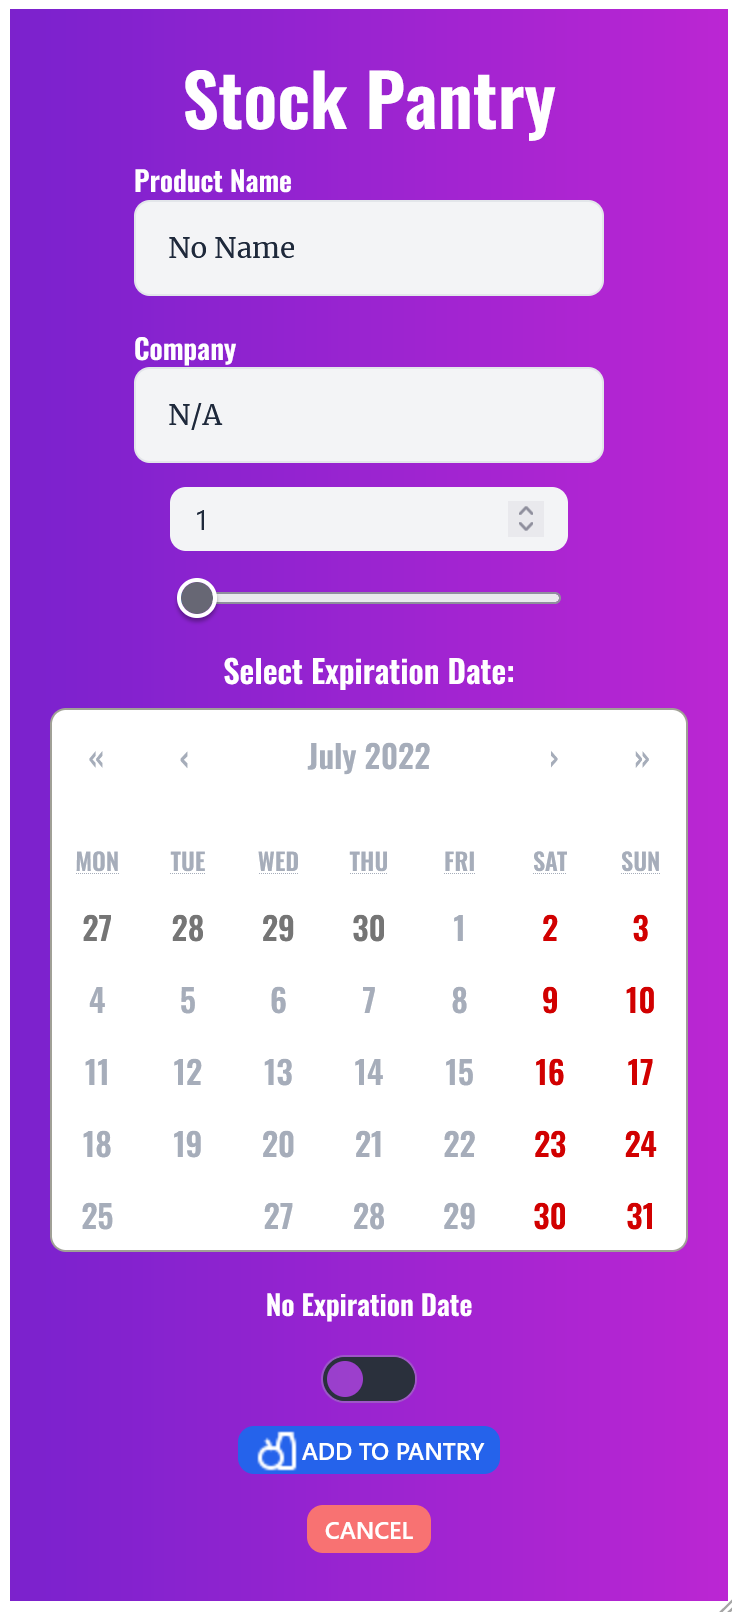 Stock Pantry
Product Name
No Name
Company
N/A
1
Select Expiration Date:
« ‹ July 2022 › »
MON TUE WED THU FRI SAT SUN
27 28 29 30 1 2 3
4 5 6 7 8 9 10
11 12 13 14 15 16 17
18 19 20 21 22 23 24
25 27 28 29 30 31
No Expiration Date
ADD TO PANTRY
CANCEL